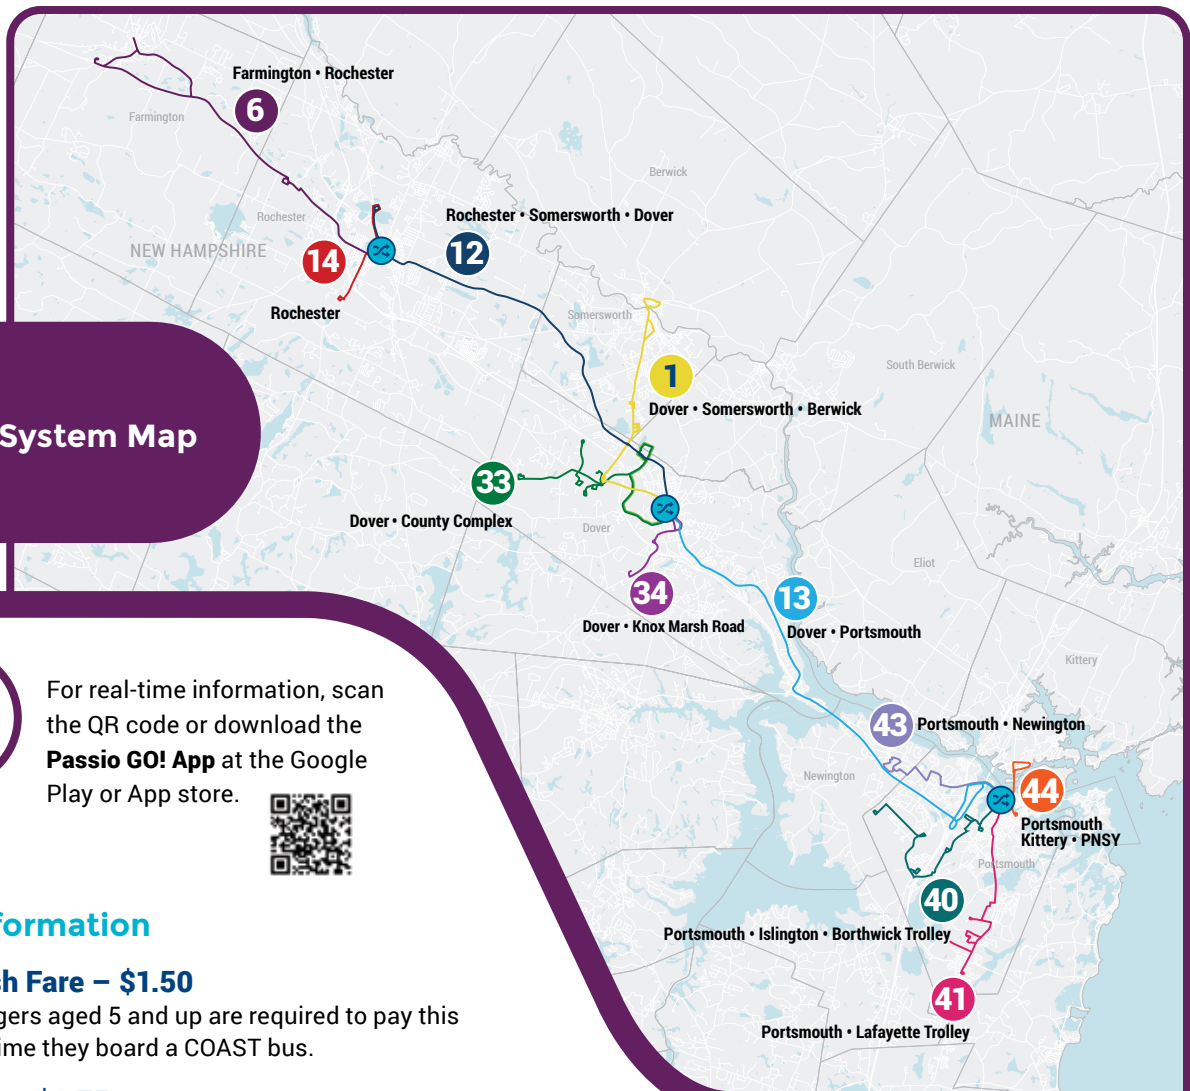 Farmington • Rochester
6
Farmington
Berwick
Rochester
Rochester • Somersworth • Dover
NEW HAMPSHIRE
14
12
Rochester
Somersworth
1
South Berwick
Dover • Somersworth • Berwick
MAINE
System Map
33
Dover • County Complex
Dover
Eliot
34
13
Dover • Knox Marsh Road
Dover • Portsmouth
Kittery
For real-time information, scan
the QR code or download the
Passio GO! App at the Google
Play or App store.
43
Portsmouth • Newington
Newington
44
Portsmouth
Kittery • PNSY
Portsmouth
40
Portsmouth • Islington • Borthwick Trolley
41
Portsmouth • Lafayette Trolley
formation
sh Fare – $1.50
gers aged 5 and up are required to pay this
ime they board a COAST bus.